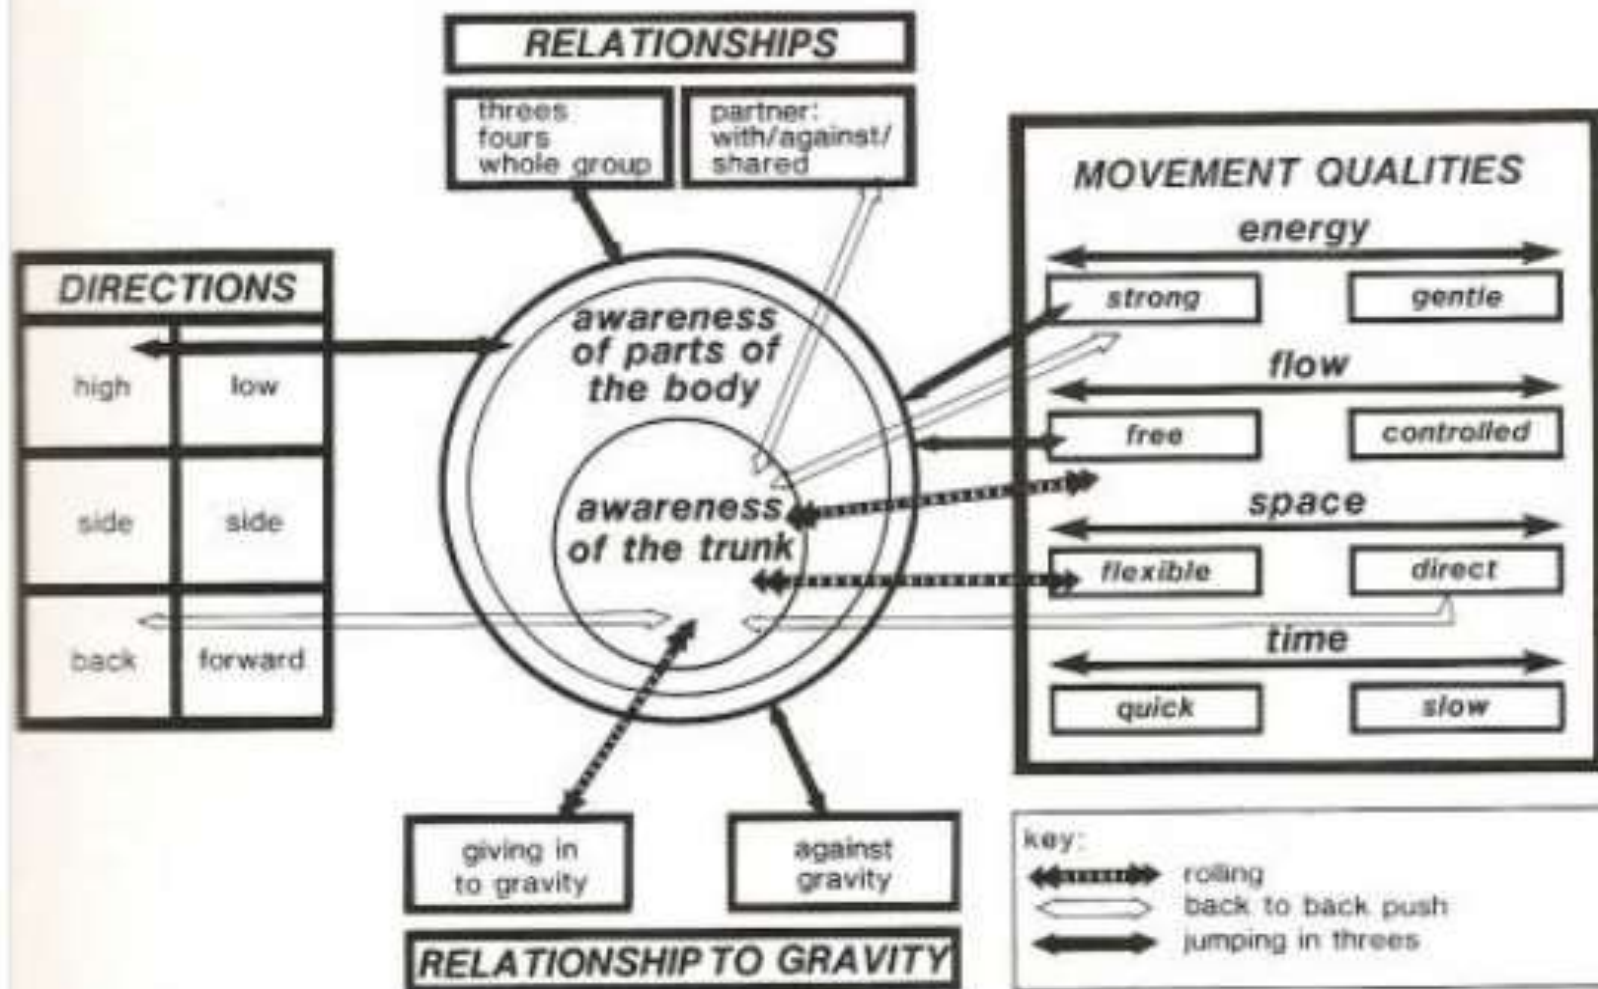 RELATIONSHIPS
threes
fours
whole group
partner:
with/against/
shared
DIRECTIONS
high
low
side
side
back
forward
awareness
of parts of
the body
awareness
of the trunk
MOVEMENT QUALITIES
energy
strong
gentle
flow
free
controlled
space
flexible
direct
time
quick
slow
giving in
to gravity
against
gravity
RELATIONSHIP TO GRAVITY
key:
rolling
back to back push
jumping in threes